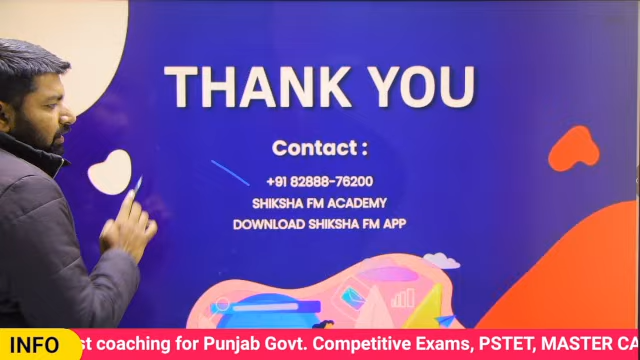 THANK YOU
Contact :
+91 82888-76200
SHIKSHA FM ACADEMY
DOWNLOAD SHIKSHA FM APP
INFO
coaching for Punjab Govt. Competitive Exams, PSTET, MASTER